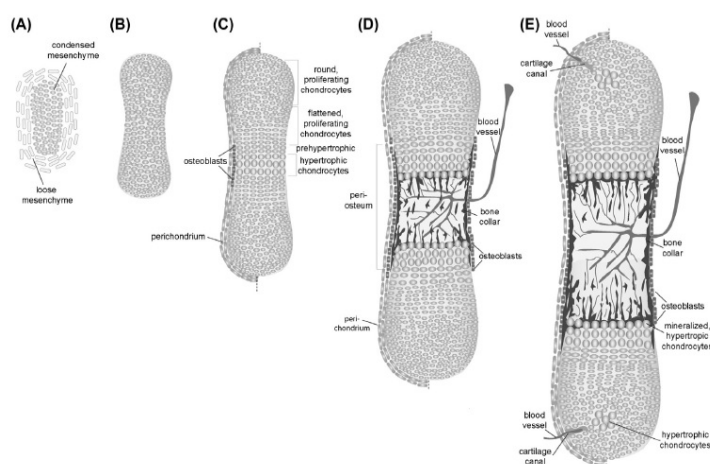 (A)
condensed
mesenchyme
loose
mesenchyme
(B)
(C)
round,
proliferating
chondrocytes
flattened,
proliferating
chondrocytes
prehypertrophic
hypertrophic
chondrocytes
osteoblasts
perichondrium
(D)
blood
vessel
peri-
osteum
bone
collar
osteoblasts
peri-
chondrium
(E)
blood
vessel
cartilage
canal
blood
vessel
bone
collar
osteoblasts
mineralized,
hypertropic
chondrocytes
blood
vessel
cartilage
canal
hypertrophic
chondrocytes